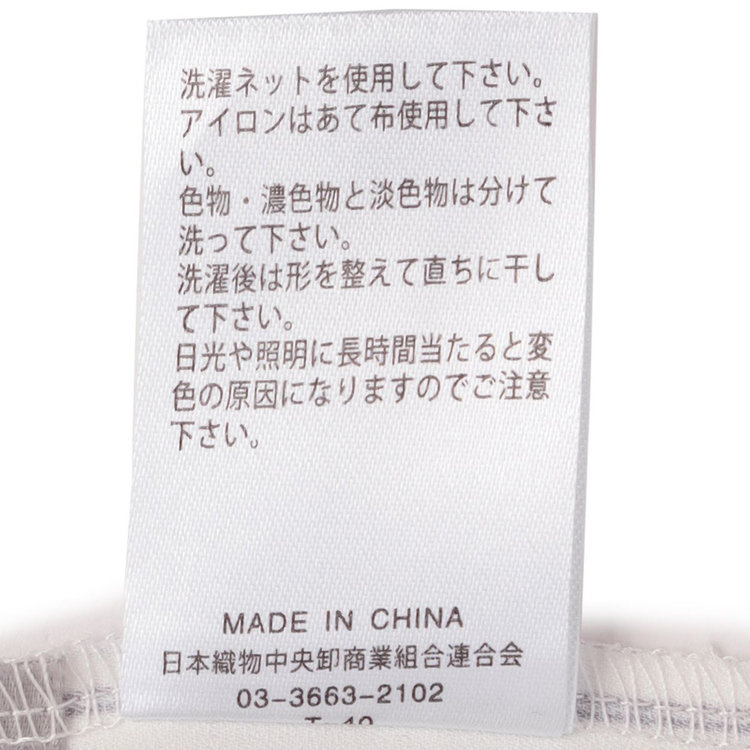 洗濯ネットを使用して下さい。
アイロンはあて布使用して下さ
い。
色物・濃色物と淡色物は分けて
洗って下さい。
洗濯後は形を整えて直ちに干し
て下さい。
日光や照明に長時間当たると変
色の原因になりますのでご注意
下さい。
MADE IN CHINA
日本織物中央卸商業組合連合会
03-3663-2102